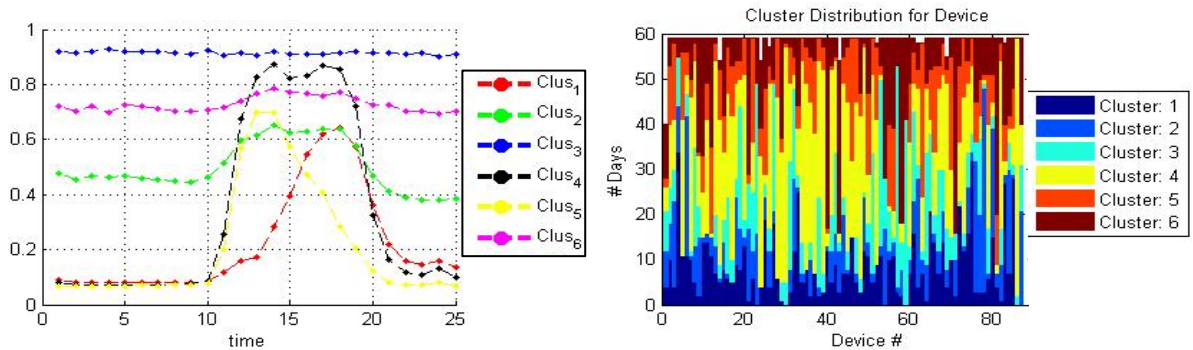 1
0.8
0.6
0.4
0.2
0
0 5 10 15 20 25
time
Clus1
Clus2
Clus3
Clus4
Clus5
Clus6
Cluster Distribution for Device
60
50
40
30
20
10
0
0 20 40 60 80
# Days
Device #
Cluster: 1
Cluster: 2
Cluster: 3
Cluster: 4
Cluster: 5
Cluster: 6